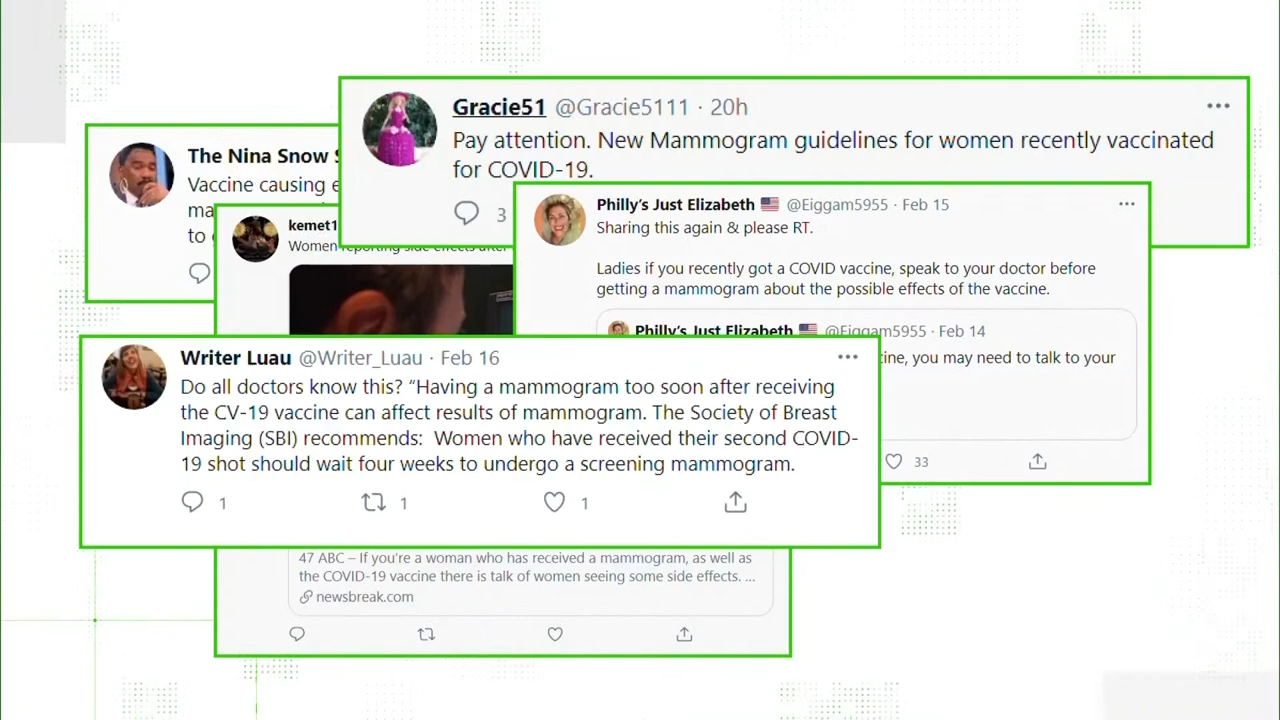 Gracie51 @Gracie5111 · 20h
Pay attention. New Mammogram guidelines for women recently vaccinated
for COVID-19.
3
The Nina Snow
Vaccine causing
to
kemet1
Women reporting side effects after
Philly's Just Elizabeth 🇺🇸 @Eiggam5955 · Feb 15
Sharing this again & please RT.
Ladies if you recently got a COVID vaccine, speak to your doctor before
getting a mammogram about the possible effects of the vaccine.
Philly's Just Elizabeth 🇺🇸 @Eiggam5955 · Feb 14
, you may need to talk to your
33
Writer Luau @Writer_Luau · Feb 16
Do all doctors know this? “Having a mammogram too soon after receiving
the CV-19 vaccine can affect results of mammogram. The Society of Breast
Imaging (SBI) recommends:  Women who have received their second COVID-
19 shot should wait four weeks to undergo a screening mammogram.
1 1 1
47 ABC – If you're a woman who has received a mammogram, as well as
the COVID-19 vaccine there is talk of women seeing some side effects. ...
newsbreak.com